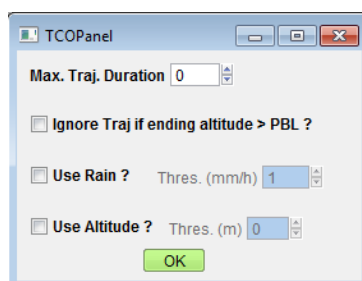 TCOPanel
Max. Traj. Duration 0
Ignore Traj if ending altitude > PBL ?
Use Rain ? Thres. (mm/h) 1
Use Altitude ? Thres. (m) 0
OK